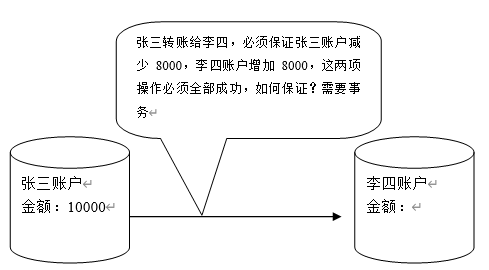 张三转账给李四，必须保证张三账户减
少 8000，李四账户增加 8000，这两项
操作必须全部成功，如何保证？需要事
务↵
张三账户↵
金额：10000↵
李四账户↵
金额：↵